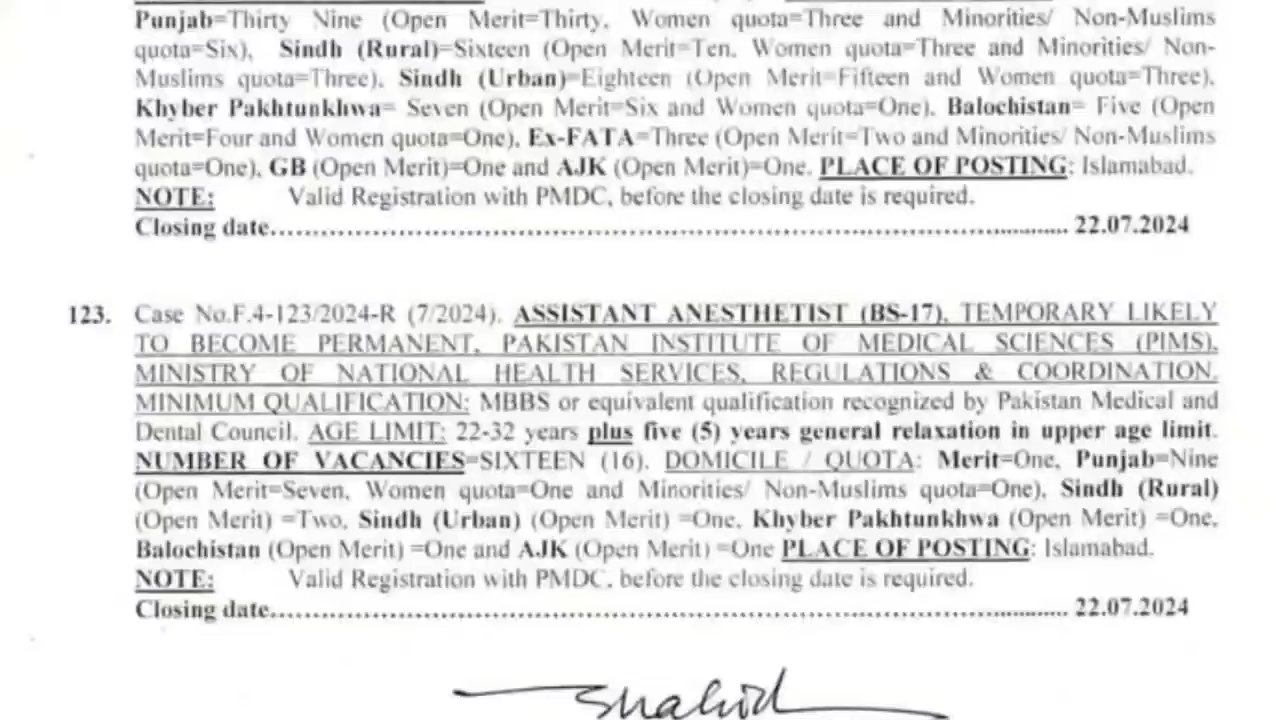 Punjab=Thirty Nine (Open Merit=Thirty, Women quota=Three and Minorities/ Non-Muslims
quota=Six), Sindh (Rural)=Sixteen (Open Merit=Ten, Women quota=Three and Minorities/ Non-
Muslims quota=Three), Sindh (Urban)=Eighteen (Open Merit=Fifteen and Women quota=Three),
Khyber Pakhtunkhwa= Seven (Open Merit=Six and Women quota=One), Balochistan= Five (Open
Merit=Four and Women quota=One), Ex-FATA=Three (Open Merit=Two and Minorities/ Non-Muslims
quota=One), GB (Open Merit)=One and AJK (Open Merit)=One. PLACE OF POSTING: Islamabad.
NOTE: Valid Registration with PMDC, before the closing date is required.
Closing date.......................................................................................................... 22.07.2024
123. Case No.F.4-123/2024-R (7/2024). ASSISTANT ANESTHETIST (BS-17), TEMPORARY LIKELY
TO BECOME PERMANENT, PAKISTAN INSTITUTE OF MEDICAL SCIENCES (PIMS),
MINISTRY OF NATIONAL HEALTH SERVICES, REGULATIONS & COORDINATION.
MINIMUM QUALIFICATION: MBBS or equivalent qualification recognized by Pakistan Medical and
Dental Council. AGE LIMIT: 22-32 years plus five (5) years general relaxation in upper age limit.
NUMBER OF VACANCIES=SIXTEEN (16). DOMICILE / QUOTA: Merit=One, Punjab=Nine
(Open Merit=Seven, Women quota=One and Minorities/ Non-Muslims quota=One), Sindh (Rural)
(Open Merit) =Two, Sindh (Urban) (Open Merit) =One, Khyber Pakhtunkhwa (Open Merit) =One,
Balochistan (Open Merit) =One and AJK (Open Merit) =One PLACE OF POSTING: Islamabad.
NOTE: Valid Registration with PMDC, before the closing date is required.
Closing date.......................................................................................................... 22.07.2024
Shahid